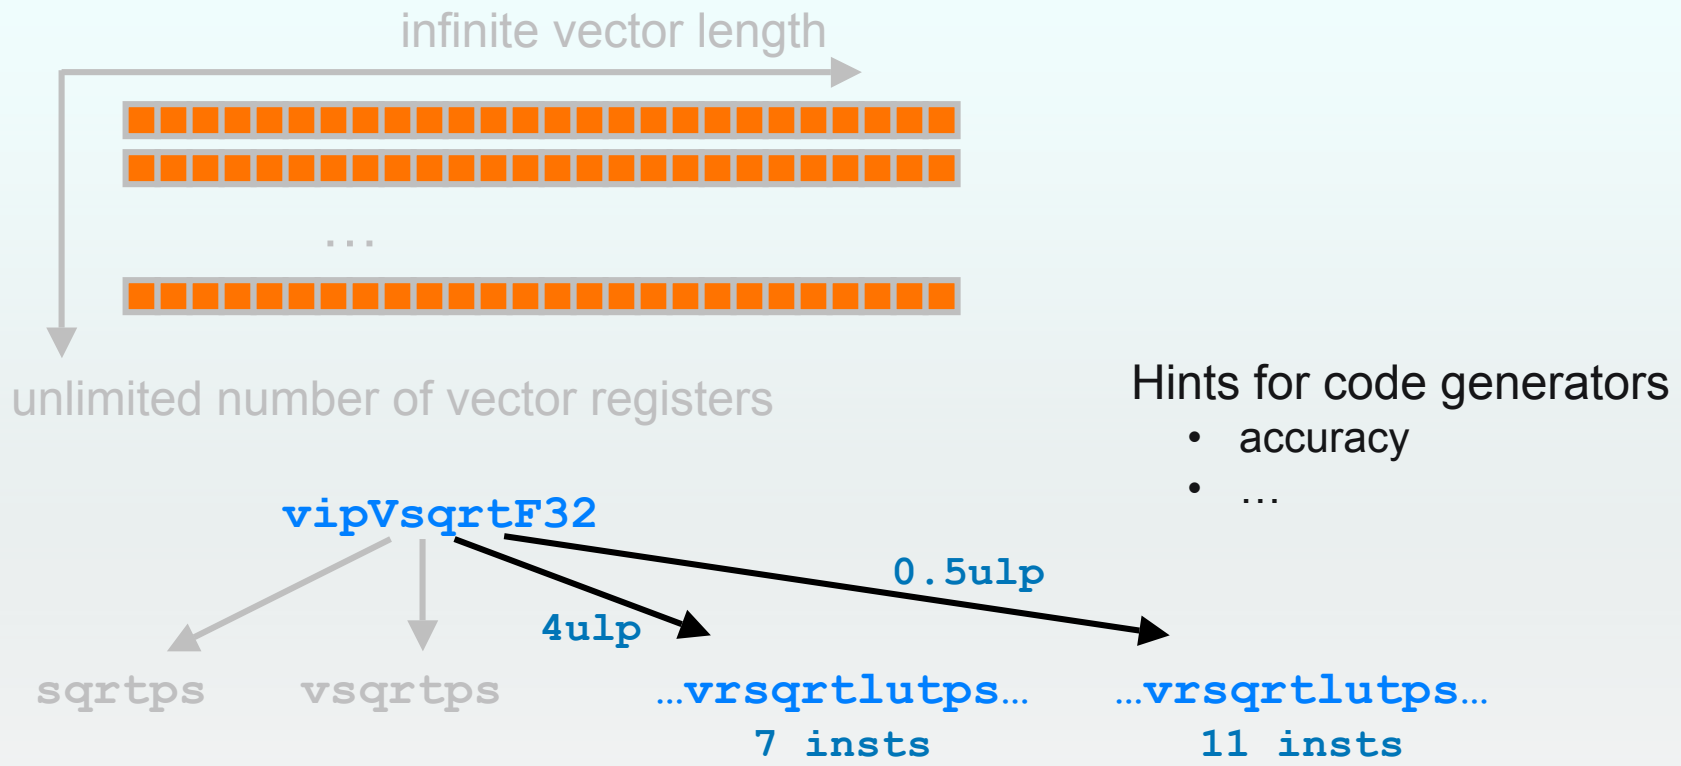 infinite vector length
…
unlimited number of vector registers
Hints for code generators
• accuracy
• …
vipVsqrtF32
0.5ulp
4ulp
sqrtps vsqrtps …vrsqrtlutps… …vrsqrtlutps…
7 insts 11 insts